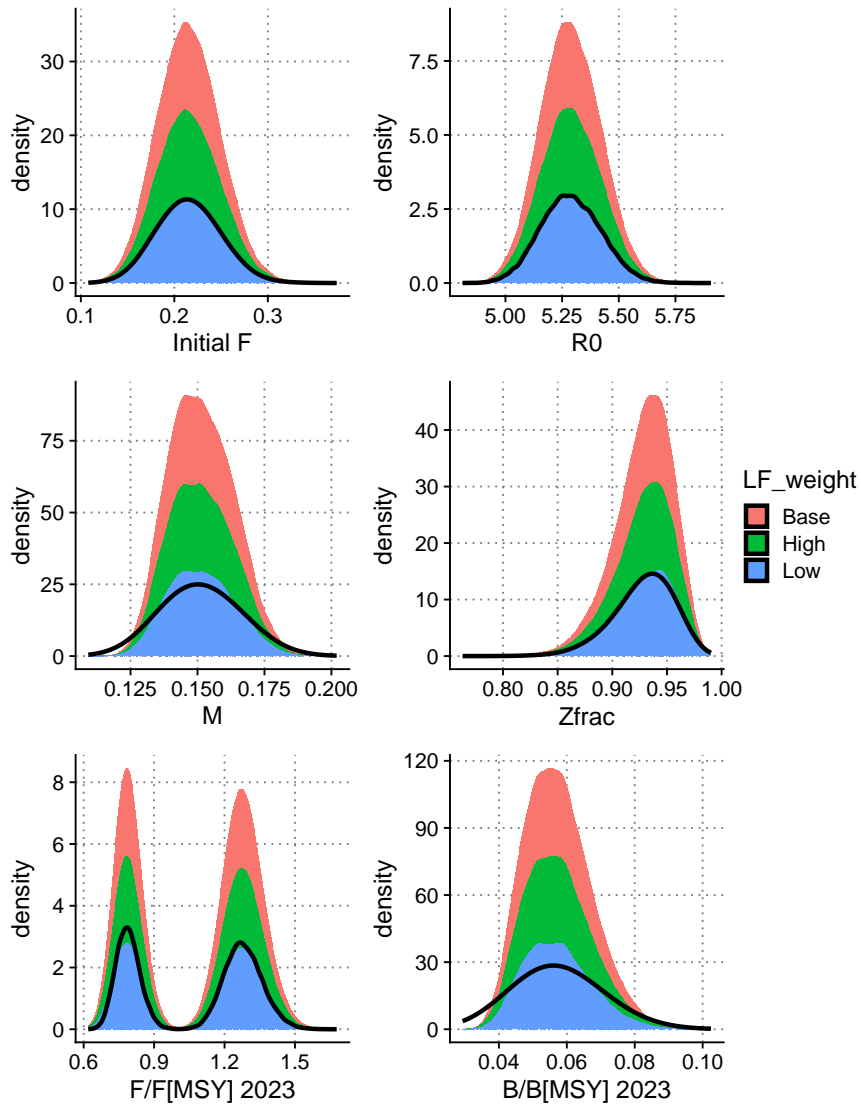 density
30
20
10
0
0.1 0.2 0.3
Initial F
density
7.5
5.0
2.5
0.0
5.00 5.25 5.50 5.75
R0
density
75
50
25
0
0.125 0.150 0.175 0.200
M
density
40
30
20
10
0
0.80 0.85 0.90 0.95 1.00
Zfrac
LF_weight
Base
High
Low
density
8
6
4
2
0
0.6 0.9 1.2 1.5
F/F[MSY] 2023
density
120
90
60
30
0
0.04 0.06 0.08 0.10
B/B[MSY] 2023